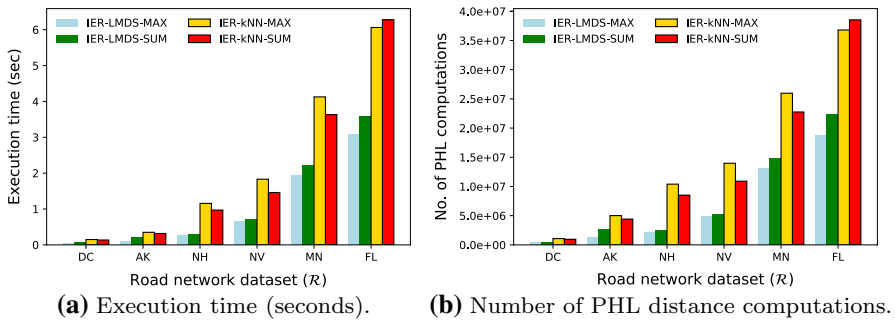 IER-LMDS-MAX
IER-LMDS-SUM
IER-kNN-MAX
IER-kNN-SUM
Execution time (sec)
6
5
4
3
2
1
0
DC AK NH NV MN FL
Road network dataset (𝓡)
(a) Execution time (seconds).
IER-LMDS-MAX
IER-LMDS-SUM
IER-kNN-MAX
IER-kNN-SUM
No. of PHL computations
4.0e+07
3.5e+07
3.0e+07
2.5e+07
2.0e+07
1.5e+07
1.0e+07
5.0e+06
0.0e+00
DC AK NH NV MN FL
Road network dataset (𝓡)
(b) Number of PHL distance computations.